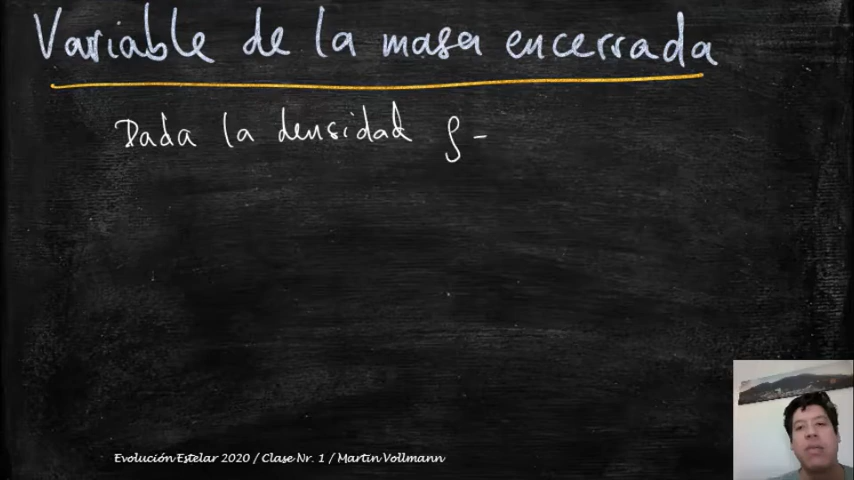 Variable de la masa encerrada
Dada la densidad ρ -
Evolución Estelar 2020 / Clase Nr. 1 / Martin Vollmann